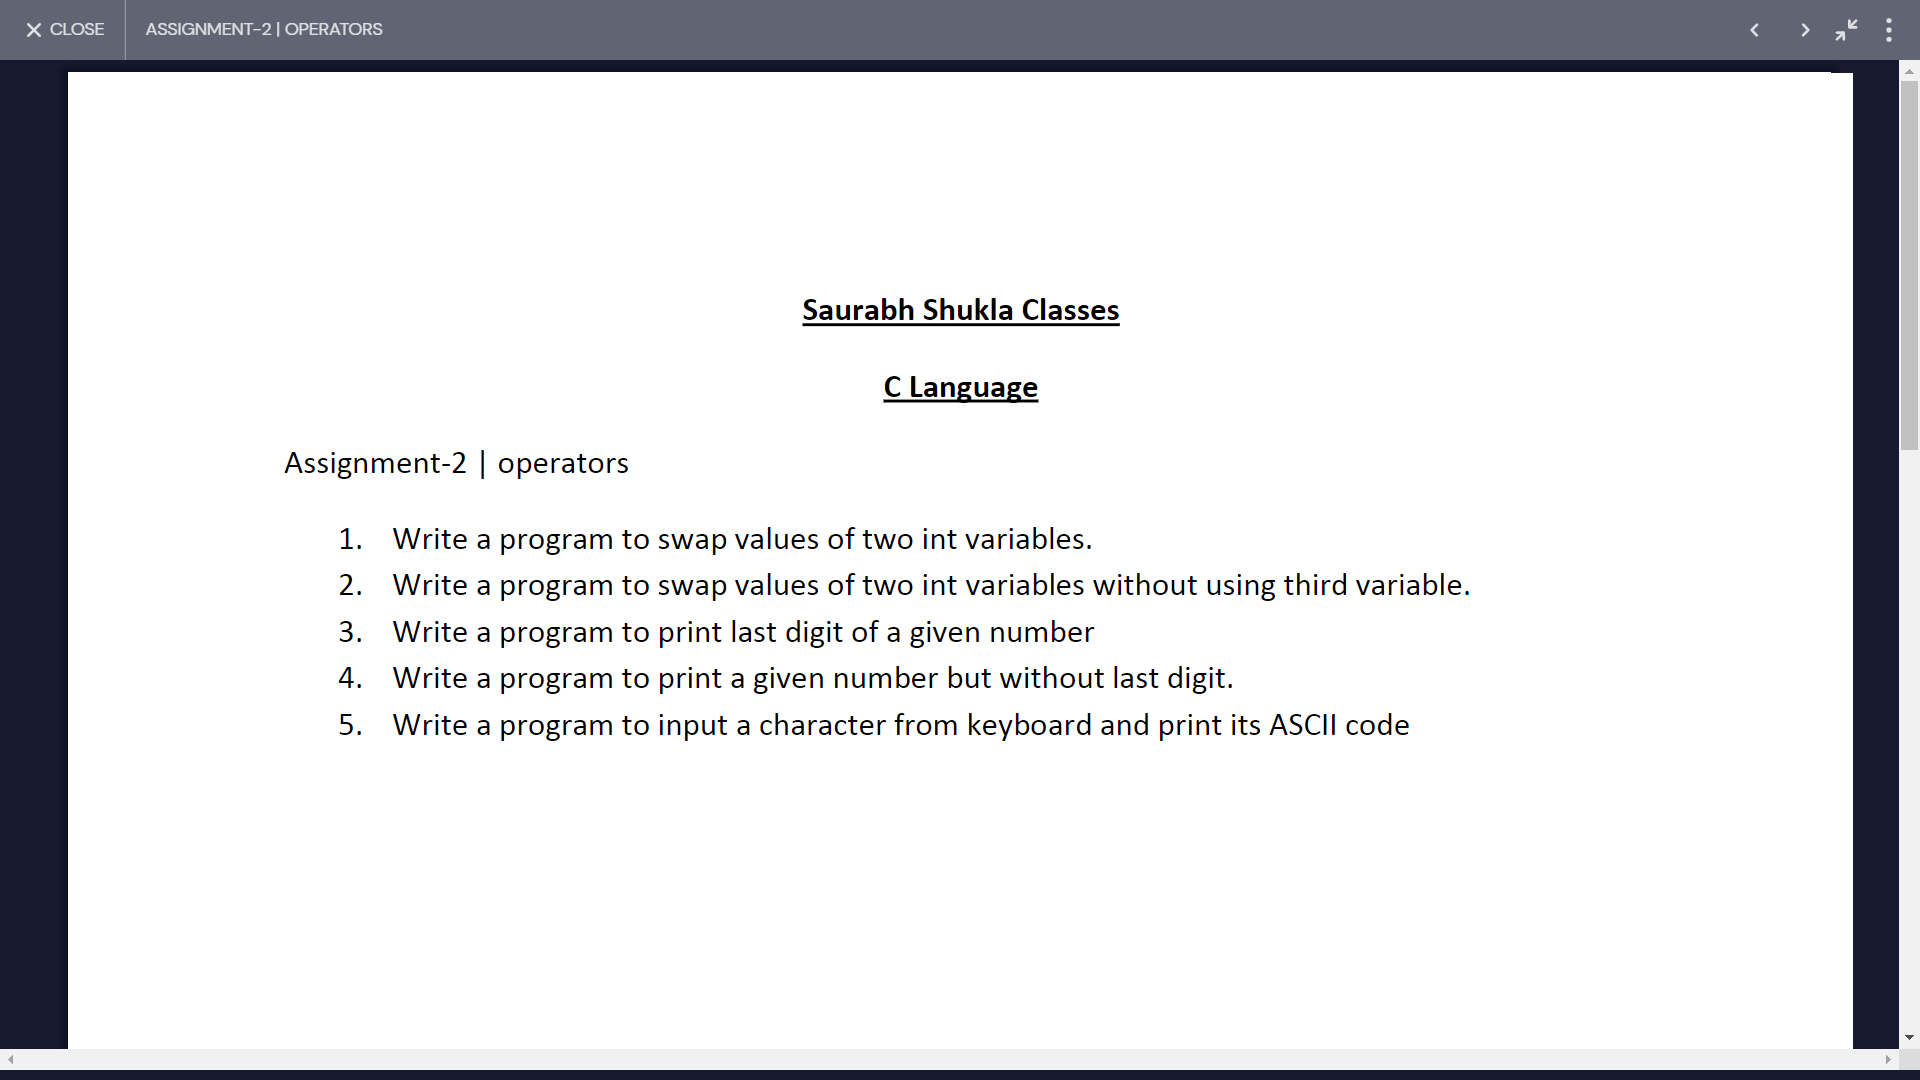 CLOSE
ASSIGNMENT-2 | OPERATORS
Saurabh Shukla Classes
C Language
Assignment-2 | operators
1. Write a program to swap values of two int variables.
2. Write a program to swap values of two int variables without using third variable.
3. Write a program to print last digit of a given number
4. Write a program to print a given number but without last digit.
5. Write a program to input a character from keyboard and print its ASCII code